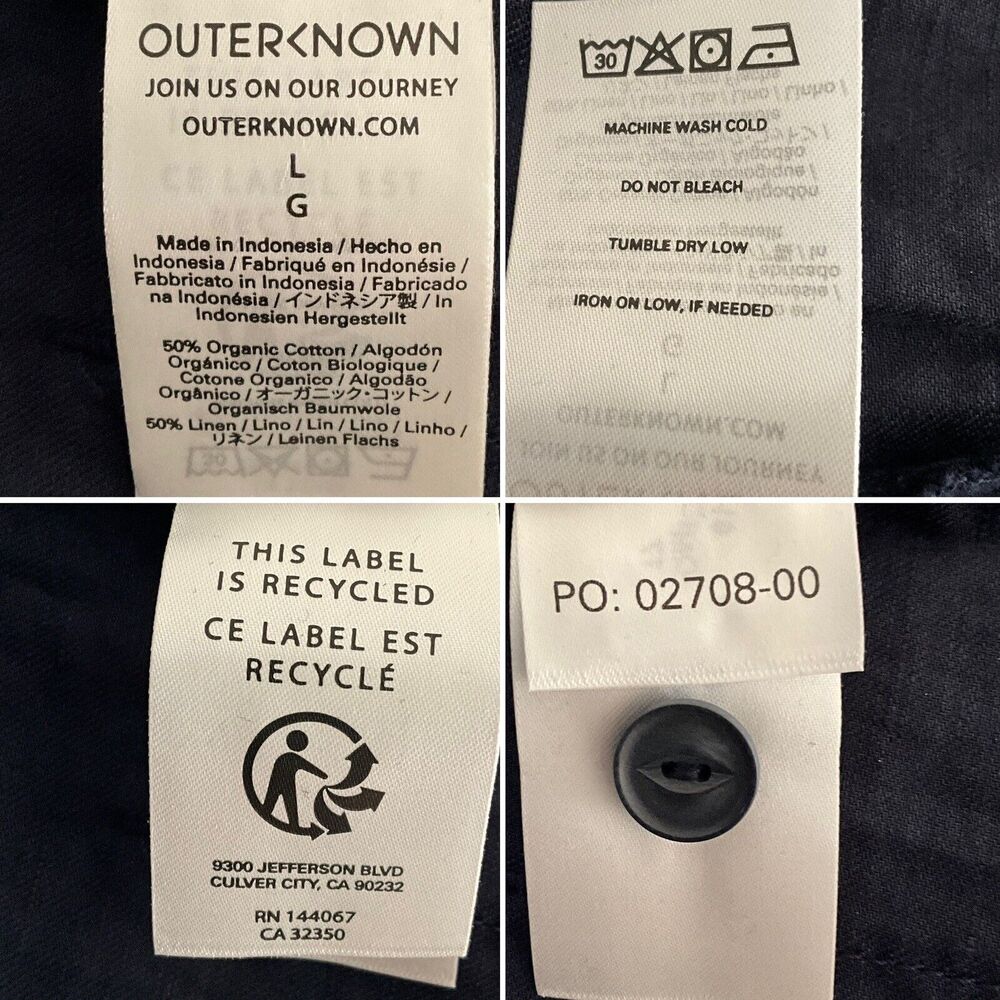 OUTERKNOWN
JOIN US ON OUR JOURNEY
OUTERKNOWN.COM
L
G
Made in Indonesia / Hecho en
Indonesia / Fabriqué en Indonésie /
Fabbricato in Indonesia / Fabricado
na Indonésia / インドネシア製 / In
Indonesien Hergestellt
50% Organic Cotton / Algodón
Orgánico / Coton Biologique /
Cotone Organico / Algodão
Orgânico / オーガニック・コットン /
Organisch Baumwole
50% Linen / Lino / Lin / Lino / Linho /
リネン / Leinen Flachs
30
MACHINE WASH COLD
DO NOT BLEACH
TUMBLE DRY LOW
IRON ON LOW, IF NEEDED
THIS LABEL
IS RECYCLED
CE LABEL EST
RECYCLÉ
9300 JEFFERSON BLVD
CULVER CITY, CA 90232
RN 144067
CA 32350
PO: 02708-00